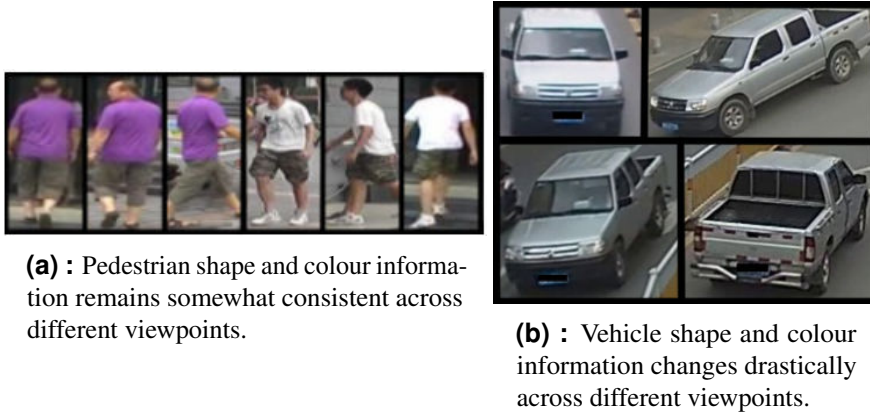 (a) : Pedestrian shape and colour informa-
tion remains somewhat consistent across
different viewpoints.
(b) : Vehicle shape and colour
information changes drastically
across different viewpoints.